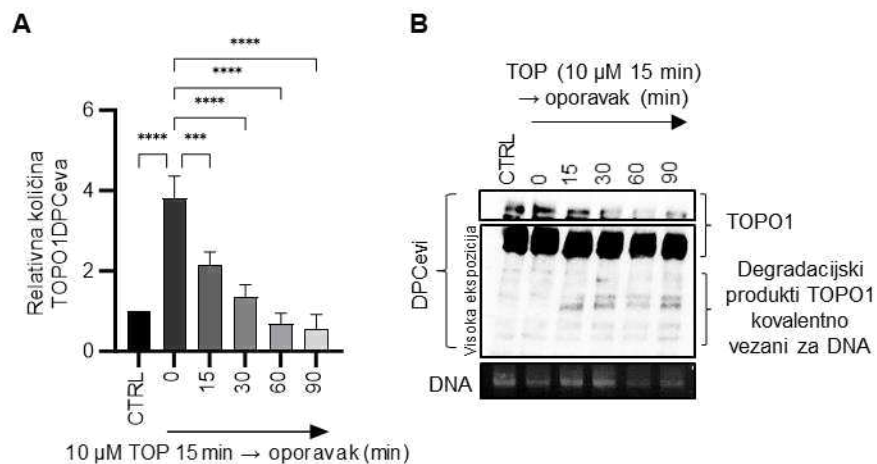 A
****
****
****
****
***
6
4
2
0
Relativna količina
TOPO1DPCeva
CTRL
0
15
30
60
90
10 µM TOP 15 min → oporavak (min)
B
TOP (10 µM 15 min)
→ oporavak (min)
CTRL
0
15
30
60
90
DPCevi
Visoka ekspozicija
TOPO1
Degradacijski
produkti TOPO1
kovalentno
vezani za DNA
DNA